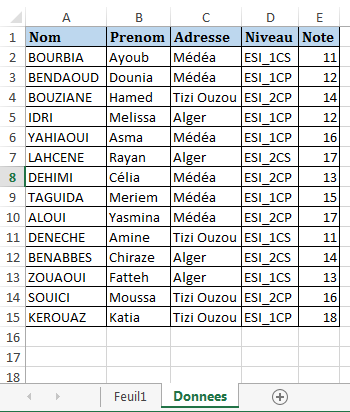 A B C D E
1 Nom Prenom Adresse Niveau Note
2 BOURBIA Ayoub Médéa ESI_1CS 11
3 BENDAOUD Dounia Médéa ESI_1CP 12
4 BOUZIANE Hamed Tizi Ouzou ESI_2CP 14
5 IDRI Melissa Alger ESI_1CP 12
6 YAHIAOUI Asma Médéa ESI_1CP 16
7 LAHCENE Rayan Alger ESI_2CS 17
8 DEHIMI Célia Médéa ESI_2CP 13
9 TAGUIDA Meriem Médéa ESI_1CP 15
10 ALOUI Yasmina Médéa ESI_2CP 17
11 DENECHE Amine Tizi Ouzou ESI_1CS 11
12 BENABBES Chiraze Alger ESI_2CS 14
13 ZOUAOUI Fatteh Alger ESI_1CS 13
14 SOUICI Moussa Tizi Ouzou ESI_2CP 16
15 KEROUAZ Katia Tizi Ouzou ESI_1CP 18
16
17
18
Feuil1 Donnees